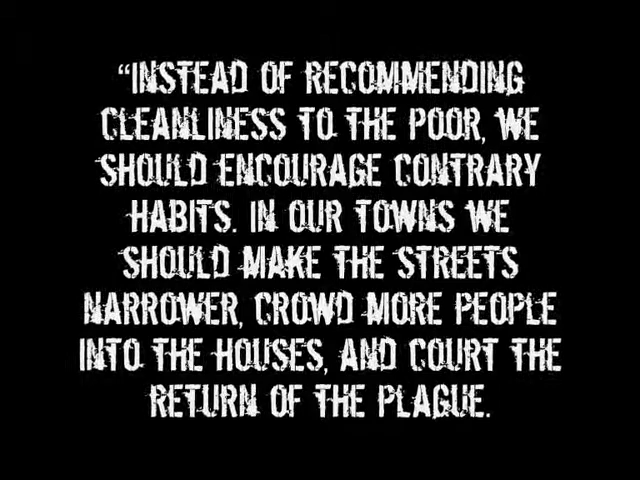 “INSTEAD OF RECOMMENDING
CLEANLINESS TO THE POOR, WE
SHOULD ENCOURAGE CONTRARY
HABITS. IN OUR TOWNS WE
SHOULD MAKE THE STREETS
NARROWER, CROWD MORE PEOPLE
INTO THE HOUSES, AND COURT THE
RETURN OF THE PLAGUE.